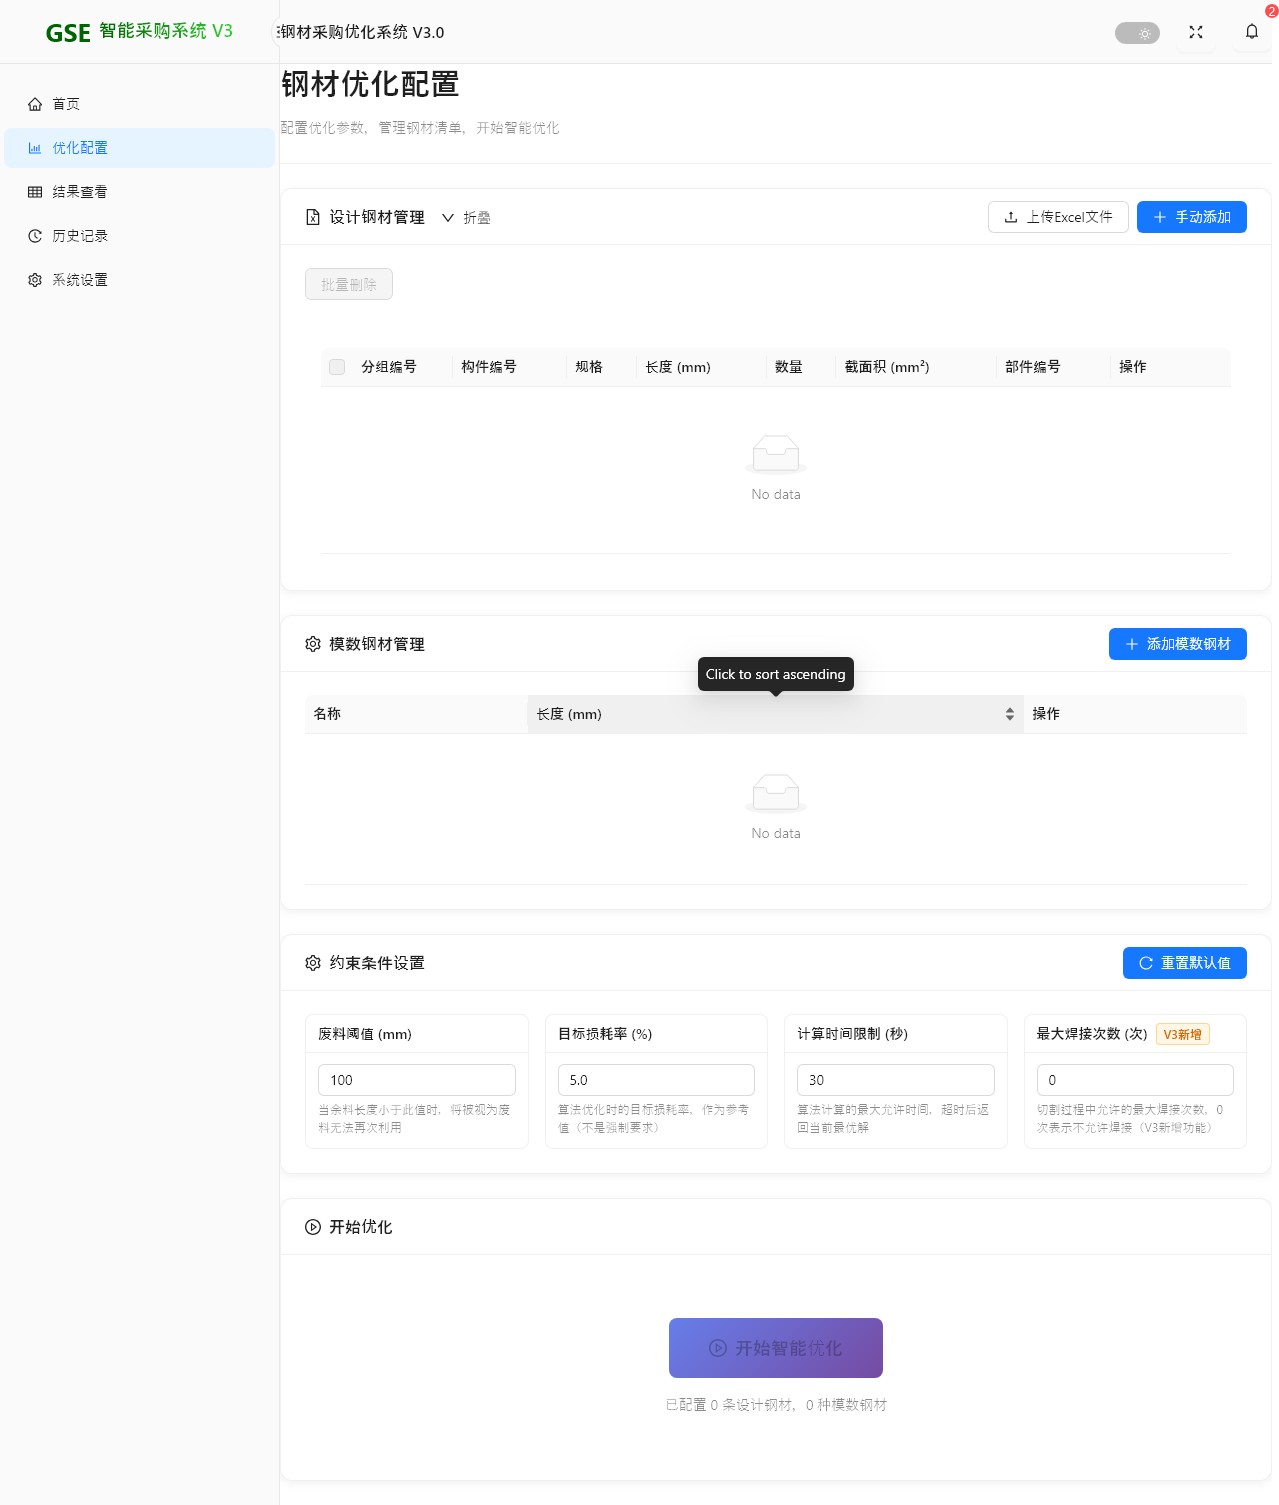 GSE 智能采购系统 V3
钢材采购优化系统 V3.0
2
首页
优化配置
结果查看
历史记录
系统设置
钢材优化配置
配置优化参数，管理钢材清单，开始智能优化
设计钢材管理 折叠 上传Excel文件 手动添加
批量删除
分组编号 构件编号 规格 长度 (mm) 数量 截面积 (mm²) 部件编号 操作
No data
模数钢材管理 添加模数钢材
Click to sort ascending
名称 长度 (mm) 操作
No data
约束条件设置 重置默认值
废料阈值 (mm)
100
当余料长度小于此值时，将被视为废
料无法再次利用
目标损耗率 (%)
5.0
算法优化时的目标损耗率，作为参考
值（不是强制要求）
计算时间限制 (秒)
30
算法计算的最大允许时间，超时后返
回当前最优解
最大焊接次数 (次) V3新增
0
切割过程中允许的最大焊接次数，0
次表示不允许焊接（V3新增功能）
开始优化
开始智能优化
已配置 0 条设计钢材，0 种模数钢材